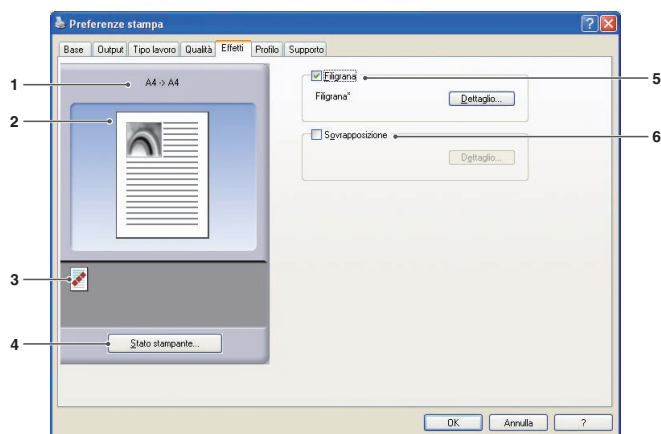 Preferenze stampa
Base Output Tipo lavoro Qualità Effetti Profilo Supporto
1
A4 -> A4
2
3
4
Stato stampante...
Filigrana
5
Filigrana"
Dettaglio...
Sovrapposizione
6
Dettaglio...
OK Annulla ?